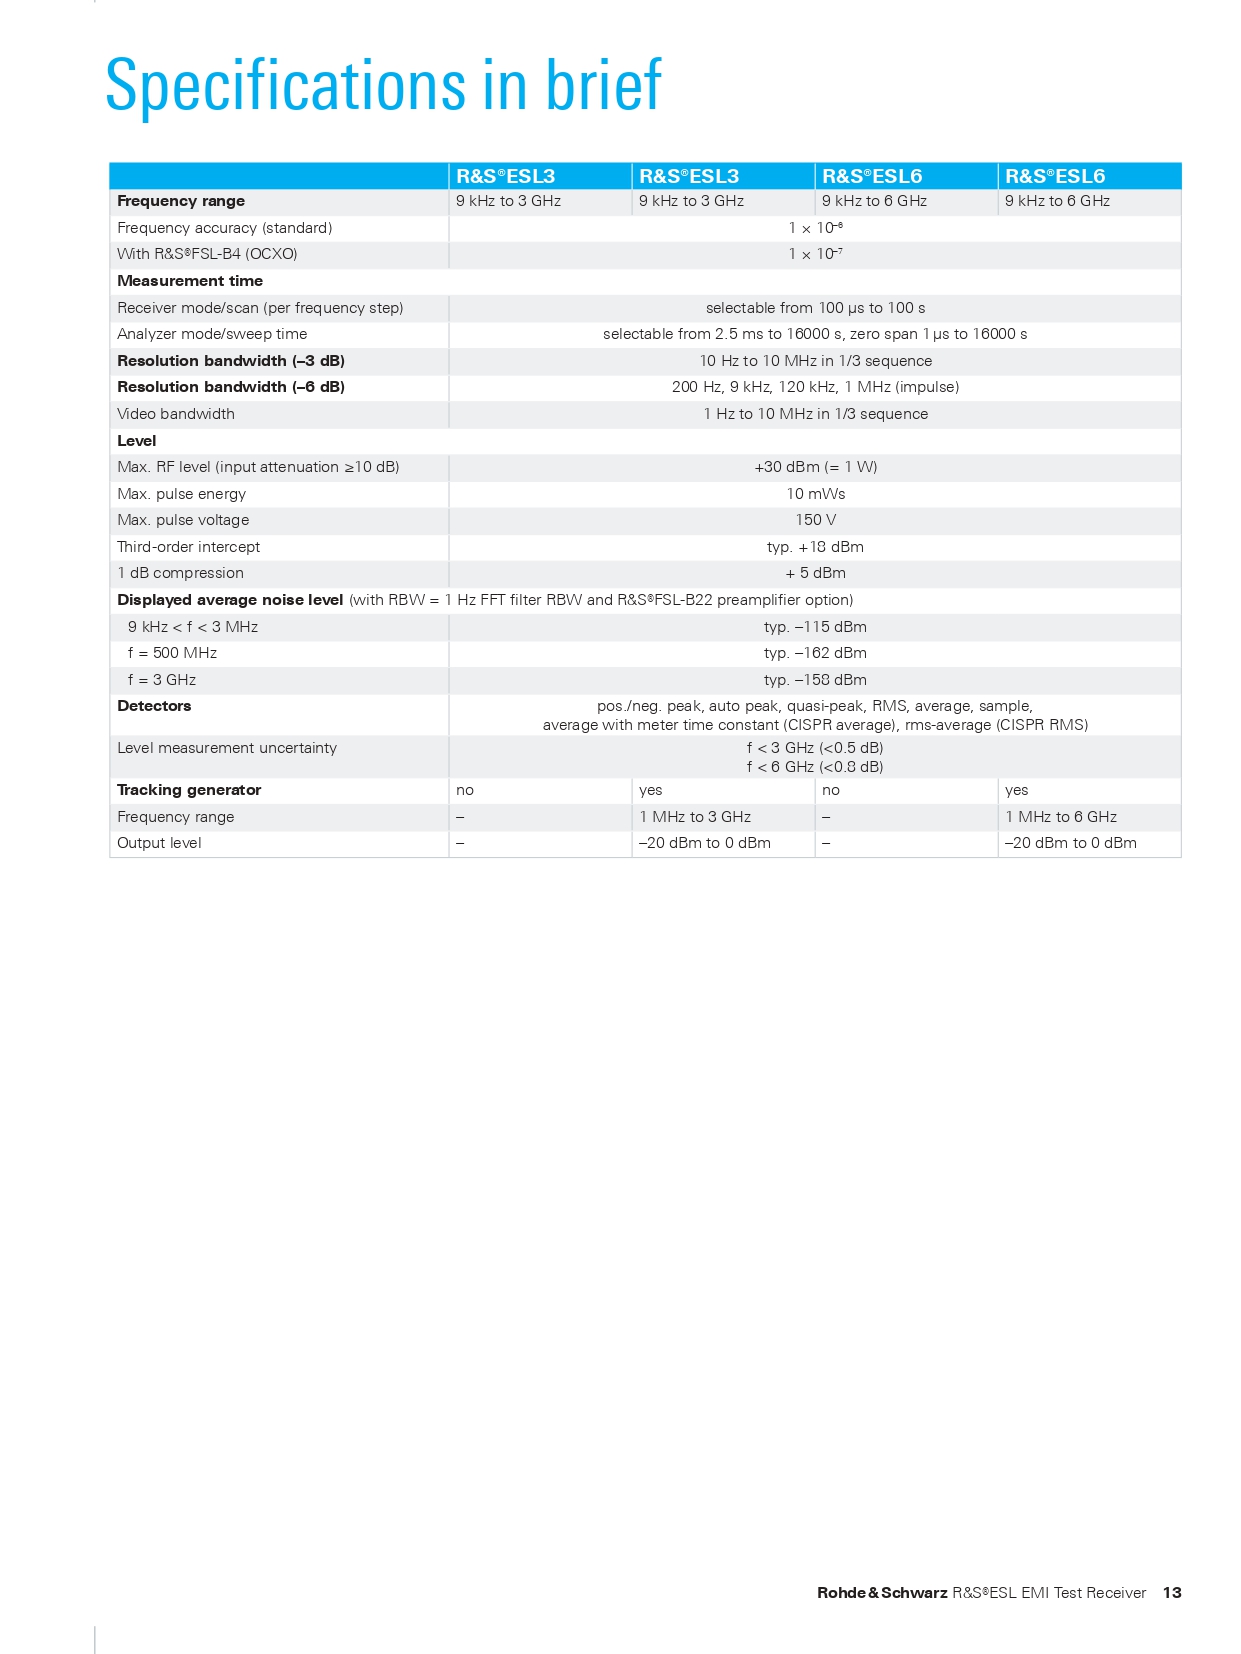 Specifications in brief
R&S®ESL3 R&S®ESL3 R&S®ESL6 R&S®ESL6
Frequency range 9 kHz to 3 GHz 9 kHz to 3 GHz 9 kHz to 6 GHz 9 kHz to 6 GHz
Frequency accuracy (standard) 1 × 10⁻⁶
With R&S®FSL-B4 (OCXO) 1 × 10⁻⁷
Measurement time
Receiver mode/scan (per frequency step) selectable from 100 µs to 100 s
Analyzer mode/sweep time selectable from 2.5 ms to 16000 s, zero span 1 µs to 16000 s
Resolution bandwidth (–3 dB) 10 Hz to 10 MHz in 1/3 sequence
Resolution bandwidth (–6 dB) 200 Hz, 9 kHz, 120 kHz, 1 MHz (impulse)
Video bandwidth 1 Hz to 10 MHz in 1/3 sequence
Level
Max. RF level (input attenuation ≥10 dB) +30 dBm (= 1 W)
Max. pulse energy 10 mWs
Max. pulse voltage 150 V
Third-order intercept typ. +18 dBm
1 dB compression + 5 dBm
Displayed average noise level (with RBW = 1 Hz FFT filter RBW and R&S®FSL-B22 preamplifier option)
9 kHz < f < 3 MHz typ. –115 dBm
f = 500 MHz typ. –162 dBm
f = 3 GHz typ. –158 dBm
Detectors pos./neg. peak, auto peak, quasi-peak, RMS, average, sample,
average with meter time constant (CISPR average), rms-average (CISPR RMS)
Level measurement uncertainty f < 3 GHz (<0.5 dB)
f < 6 GHz (<0.8 dB)
Tracking generator no yes no yes
Frequency range – 1 MHz to 3 GHz – 1 MHz to 6 GHz
Output level – –20 dBm to 0 dBm – –20 dBm to 0 dBm
Rohde & Schwarz R&S®ESL EMI Test Receiver 13